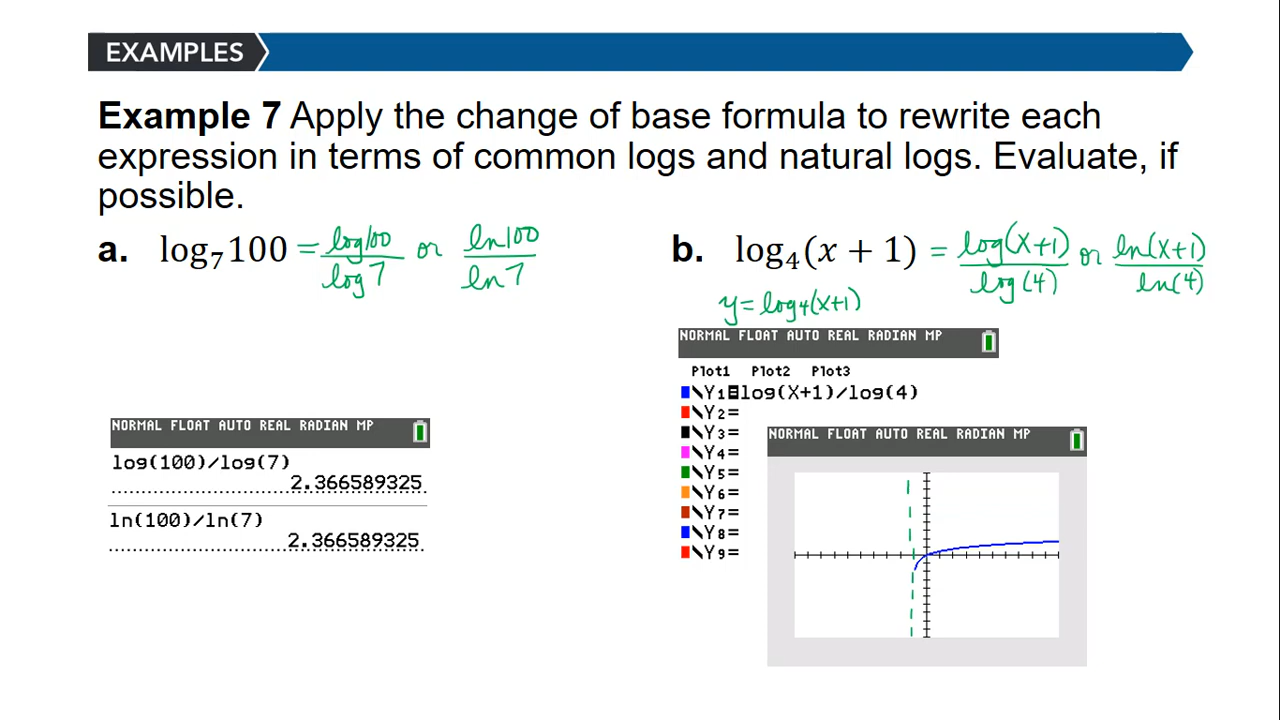 EXAMPLES
Example 7 Apply the change of base formula to rewrite each
expression in terms of common logs and natural logs. Evaluate, if
possible.
a. log₇100 = log100/log 7 or ln100/ln 7
NORMAL FLOAT AUTO REAL RADIAN MP
log(100)/log(7)
2.366589325
ln(100)/ln(7)
2.366589325
b. log₄(x + 1) = log(x+1)/log(4) or ln(x+1)/ln(4)
y = log₄(x+1)
NORMAL FLOAT AUTO REAL RADIAN MP
Plot1 Plot2 Plot3
\Y₁=log(X+1)/log(4)
\Y₂=
\Y₃=
\Y₄=
\Y₅=
\Y₆=
\Y₇=
\Y₈=
\Y₉=
NORMAL FLOAT AUTO REAL RADIAN MP